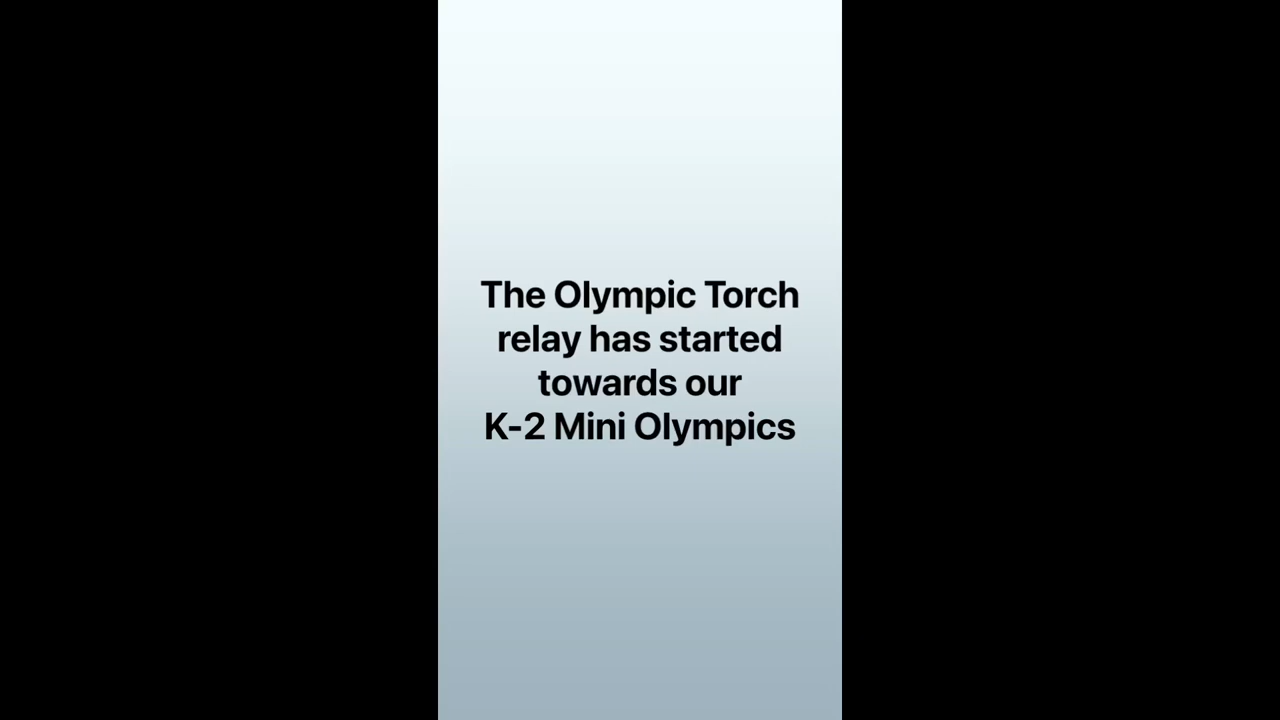 The Olympic Torch
relay has started
towards our
K-2 Mini Olympics